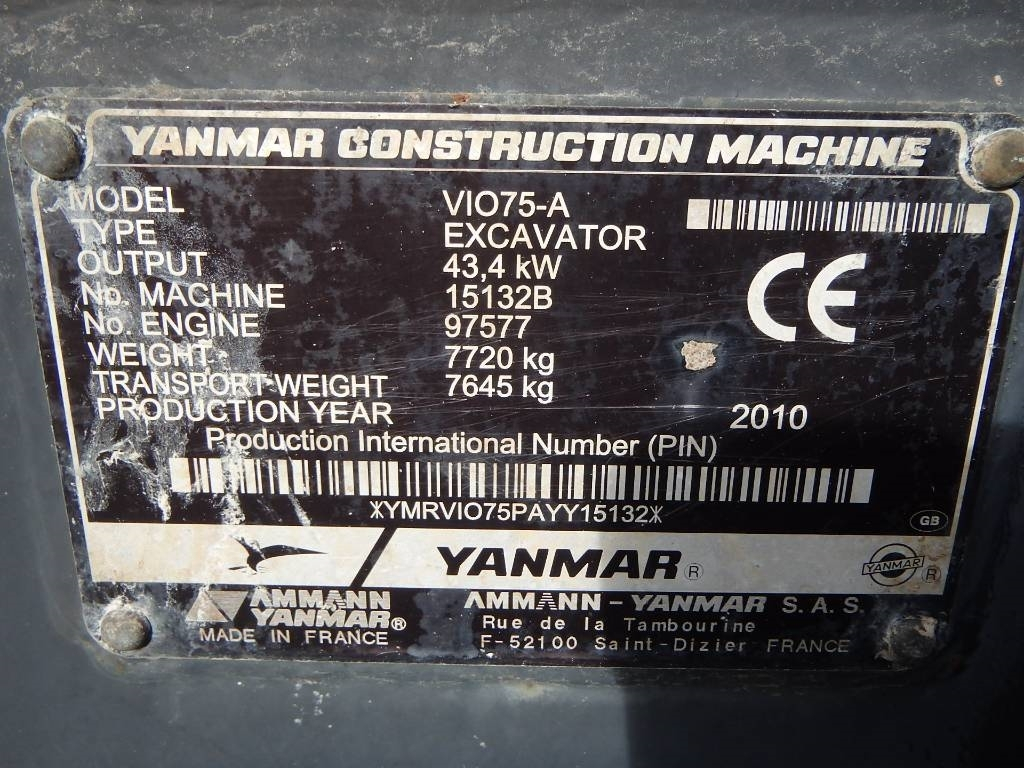 YANMAR CONSTRUCTION MACHINE
MODEL VIO75-A
TYPE EXCAVATOR
OUTPUT 43,4 kW
No. MACHINE 15132B
No. ENGINE 97577
WEIGHT 7720 kg
TRANSPORT WEIGHT 7645 kg
PRODUCTION YEAR 2010
CE
Production International Number (PIN)
*YMRVIO75PAYY15132*
GB
YANMAR ®
YANMAR ®
AMMANN YANMAR®
MADE IN FRANCE
AMMANN - YANMAR S.A.S.
Rue de la Tambourine
F-52100 Saint-Dizier FRANCE